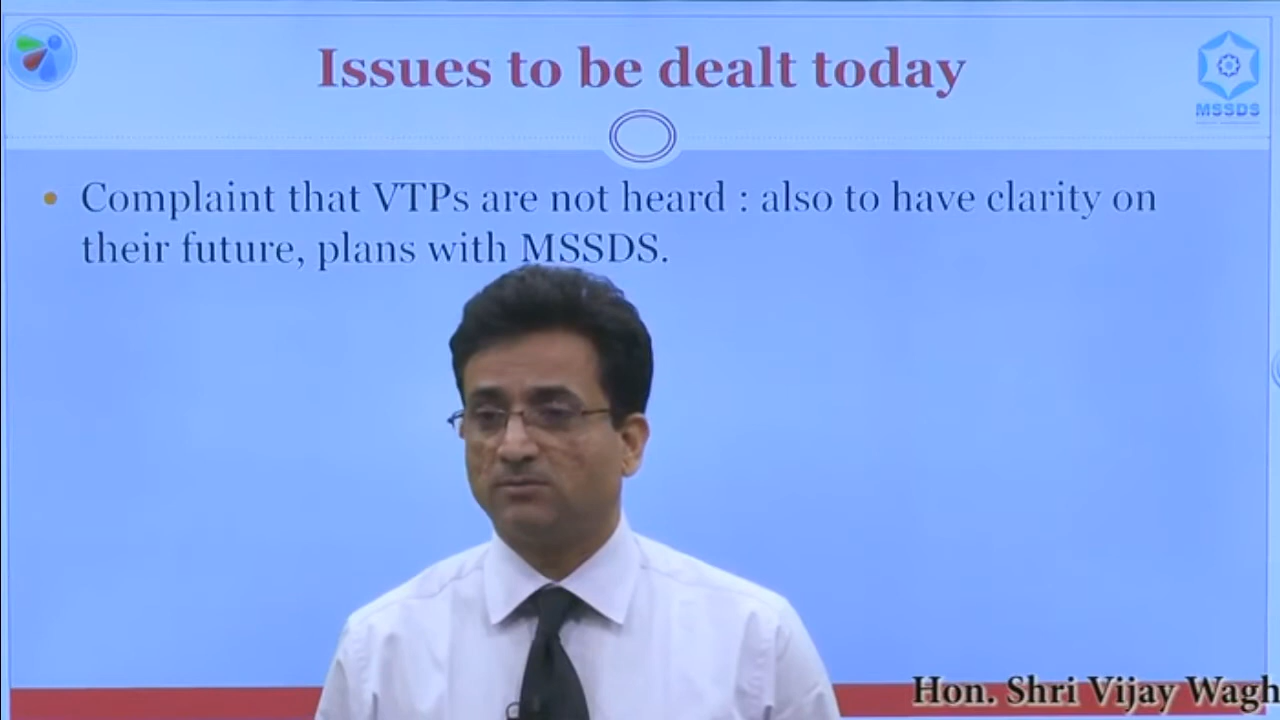 Issues to be dealt today
MSSDS
• Complaint that VTPs are not heard : also to have clarity on
their future, plans with MSSDS.
Hon. Shri Vijay Wagh